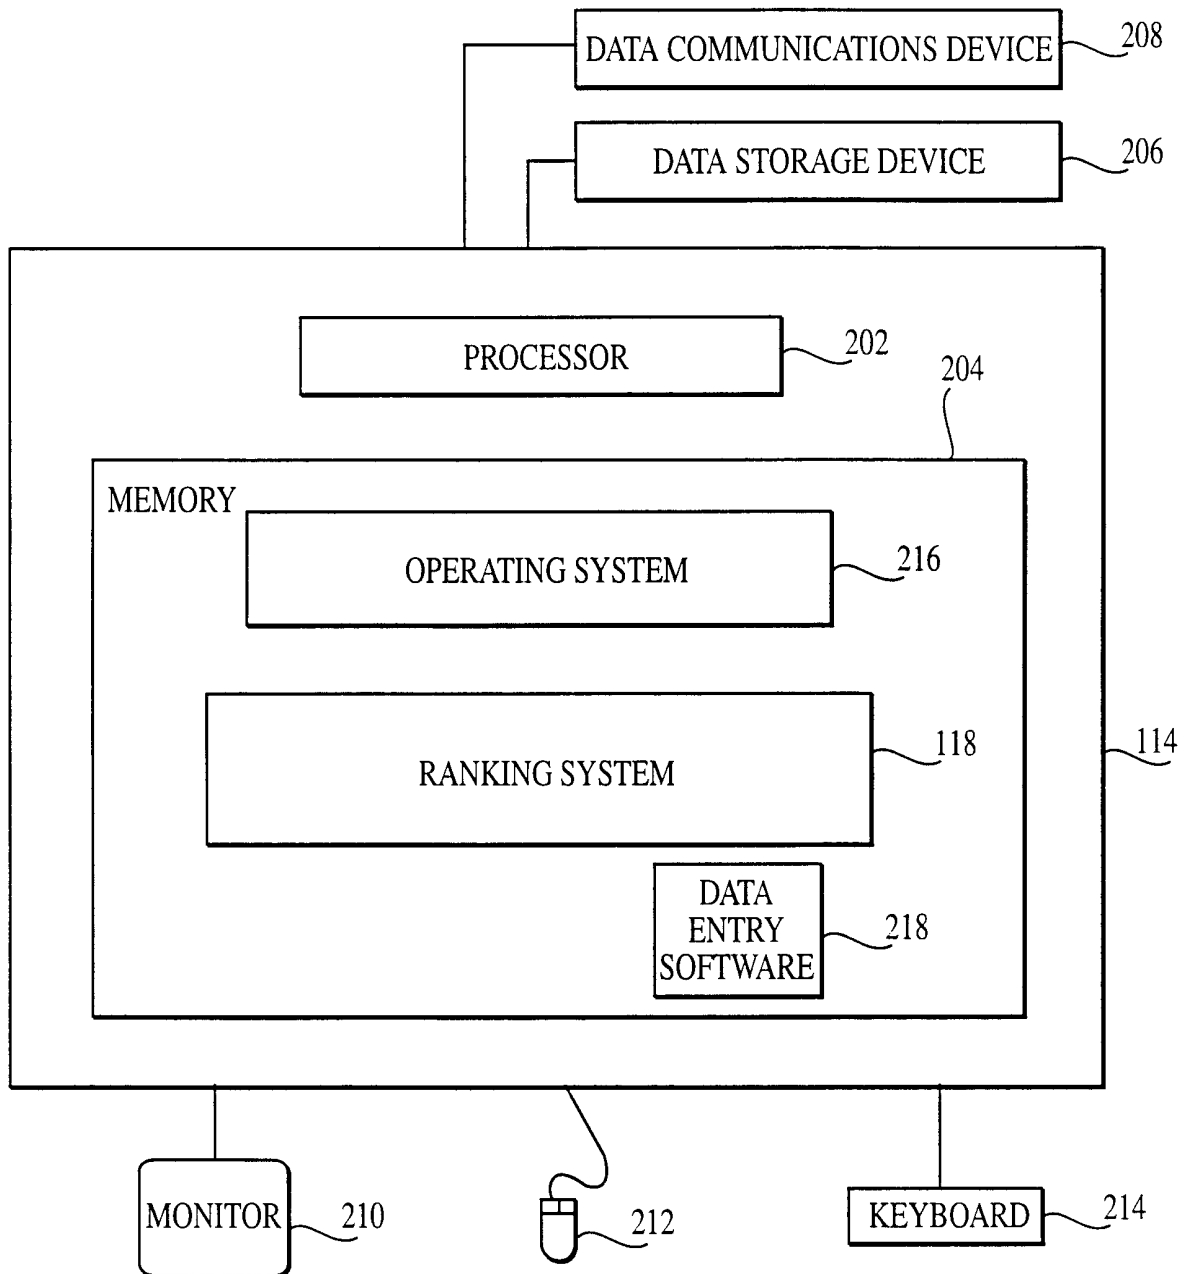 DATA COMMUNICATIONS DEVICE
208
DATA STORAGE DEVICE
206
PROCESSOR
202
204
MEMORY
OPERATING SYSTEM
216
RANKING SYSTEM
118
114
DATA
ENTRY
SOFTWARE
218
MONITOR
210
212
KEYBOARD
214